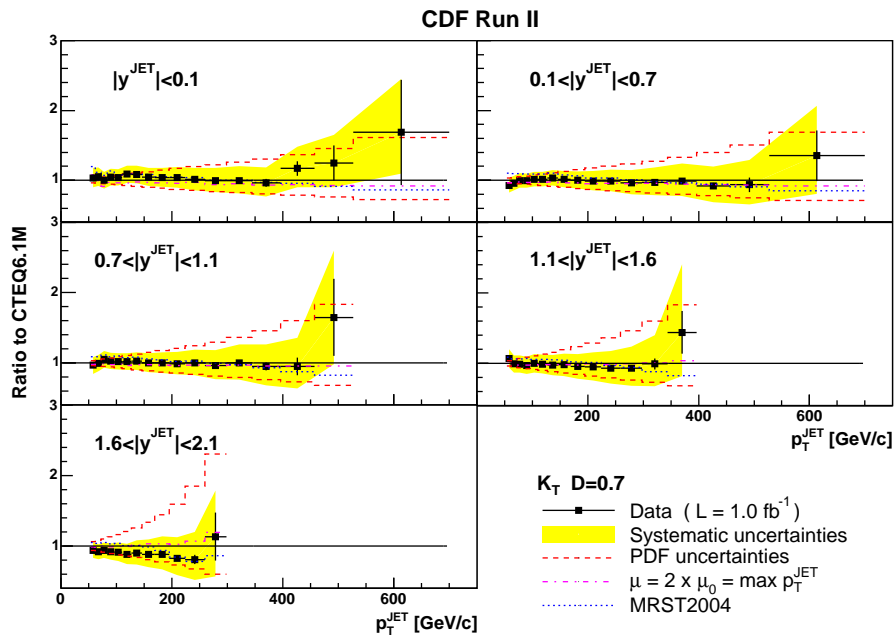 CDF Run II
Ratio to CTEQ6.1M
3
2
1
|y^JET|<0.1
0.1<|y^JET|<0.7
3
2
1
0.7<|y^JET|<1.1
1.1<|y^JET|<1.6
200 400 600
p_T^JET [GeV/c]
3
2
1
0
1.6<|y^JET|<2.1
0 200 400 600
p_T^JET [GeV/c]
K_T D=0.7
Data ( L = 1.0 fb^-1)
Systematic uncertainties
PDF uncertainties
μ = 2 x μ_0 = max p_T^JET
MRST2004